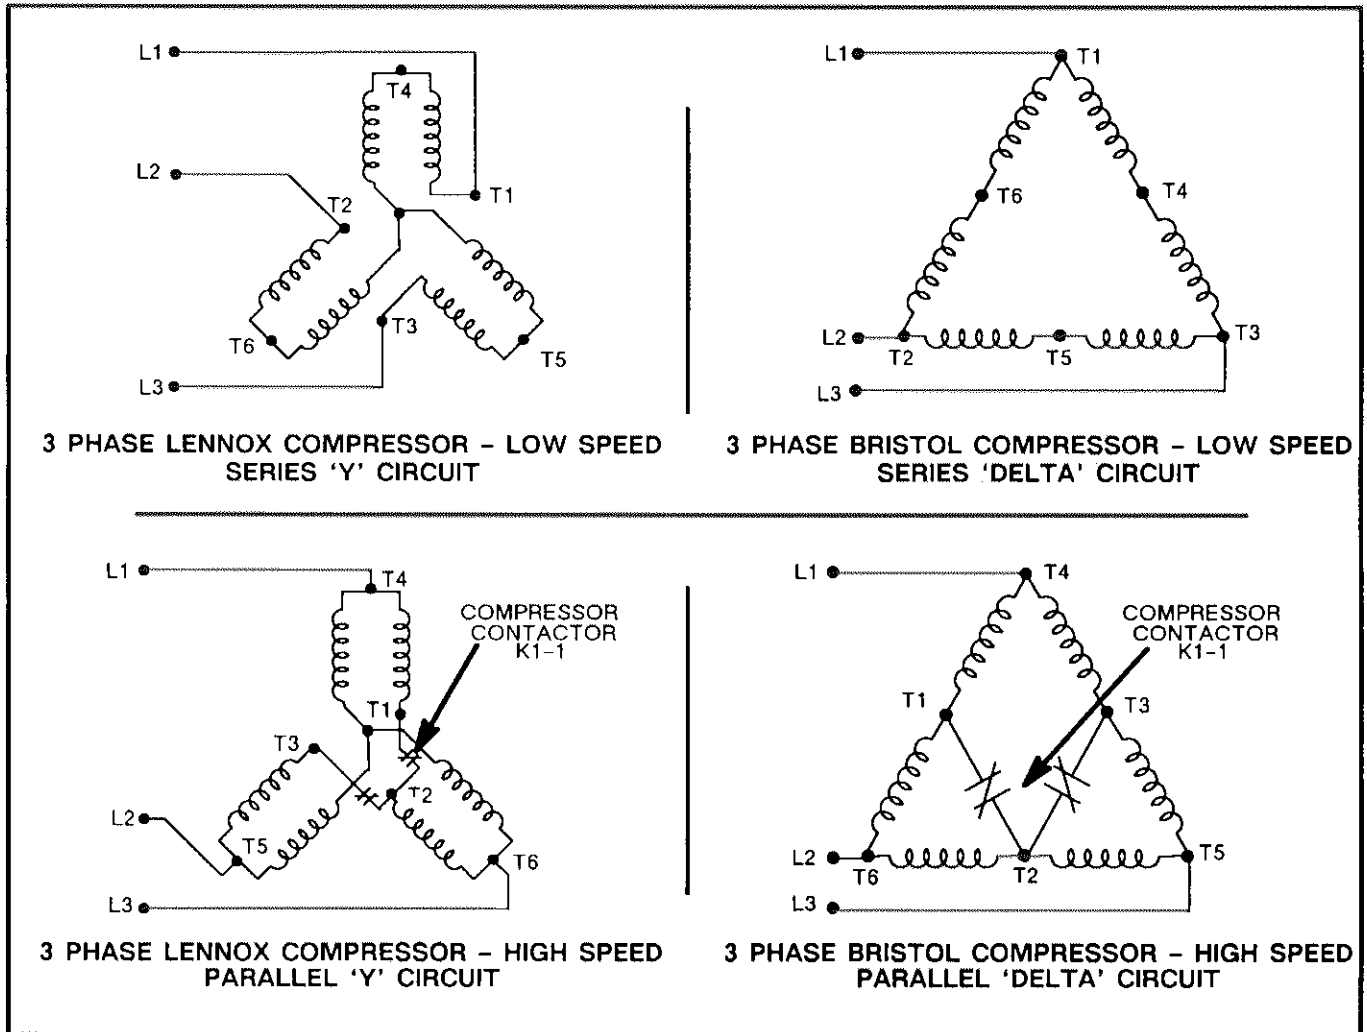 L1
T4
L2
T1
T2
T3
T6
T5
L3
3 PHASE LENNOX COMPRESSOR – LOW SPEED
SERIES ‘Y’ CIRCUIT
L1
T1
T6
T4
L2
T2
T5
T3
L3
3 PHASE BRISTOL COMPRESSOR – LOW SPEED
SERIES ‘DELTA’ CIRCUIT
L1
T4
COMPRESSOR
CONTACTOR
K1-1
T1
T3
T2
L2
T5
T6
L3
3 PHASE LENNOX COMPRESSOR – HIGH SPEED
PARALLEL ‘Y’ CIRCUIT
L1
T4
COMPRESSOR
CONTACTOR
K1-1
T1
T3
L2
T6
T2
T5
L3
3 PHASE BRISTOL COMPRESSOR – HIGH SPEED
PARALLEL ‘DELTA’ CIRCUIT